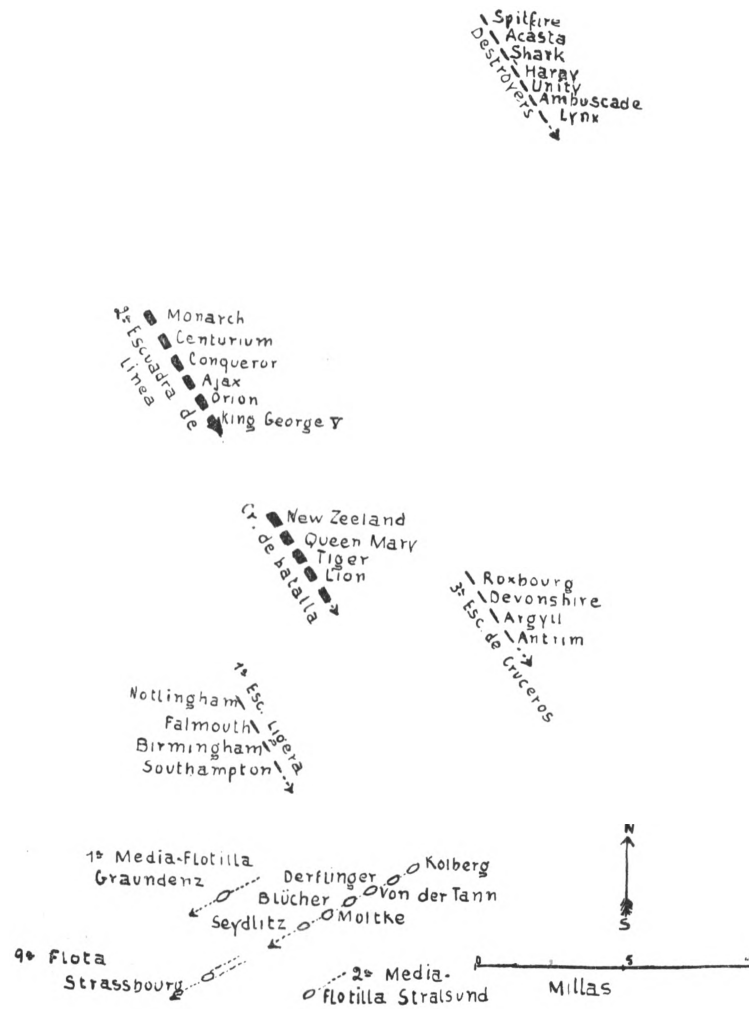 Spitfire
Acasta
Shark
Hardy
Unity
Ambuscade
Lynx
Destroyers
Monarch
Centurium
Conqueror
Ajax
Orion
King George V
2ª Escuadra de
Linea
New Zeeland
Queen Mary
Tiger
Lion
Cr. de batalla
Roxbourg
Devonshire
Argyll
Antrim
3ª Esc. de Cruceros
1ª Esc. Ligera
Notlingham
Falmouth
Birmingham
Southampton
1ª Media-Flotilla
Graundenz
Kolberg
Derflinger
Von der Tann
Blücher
Moltke
Seydlitz
9ª Flota
Strassbourg
2ª Media-
Flotilla Stralsund
N
S
0 5
Millas